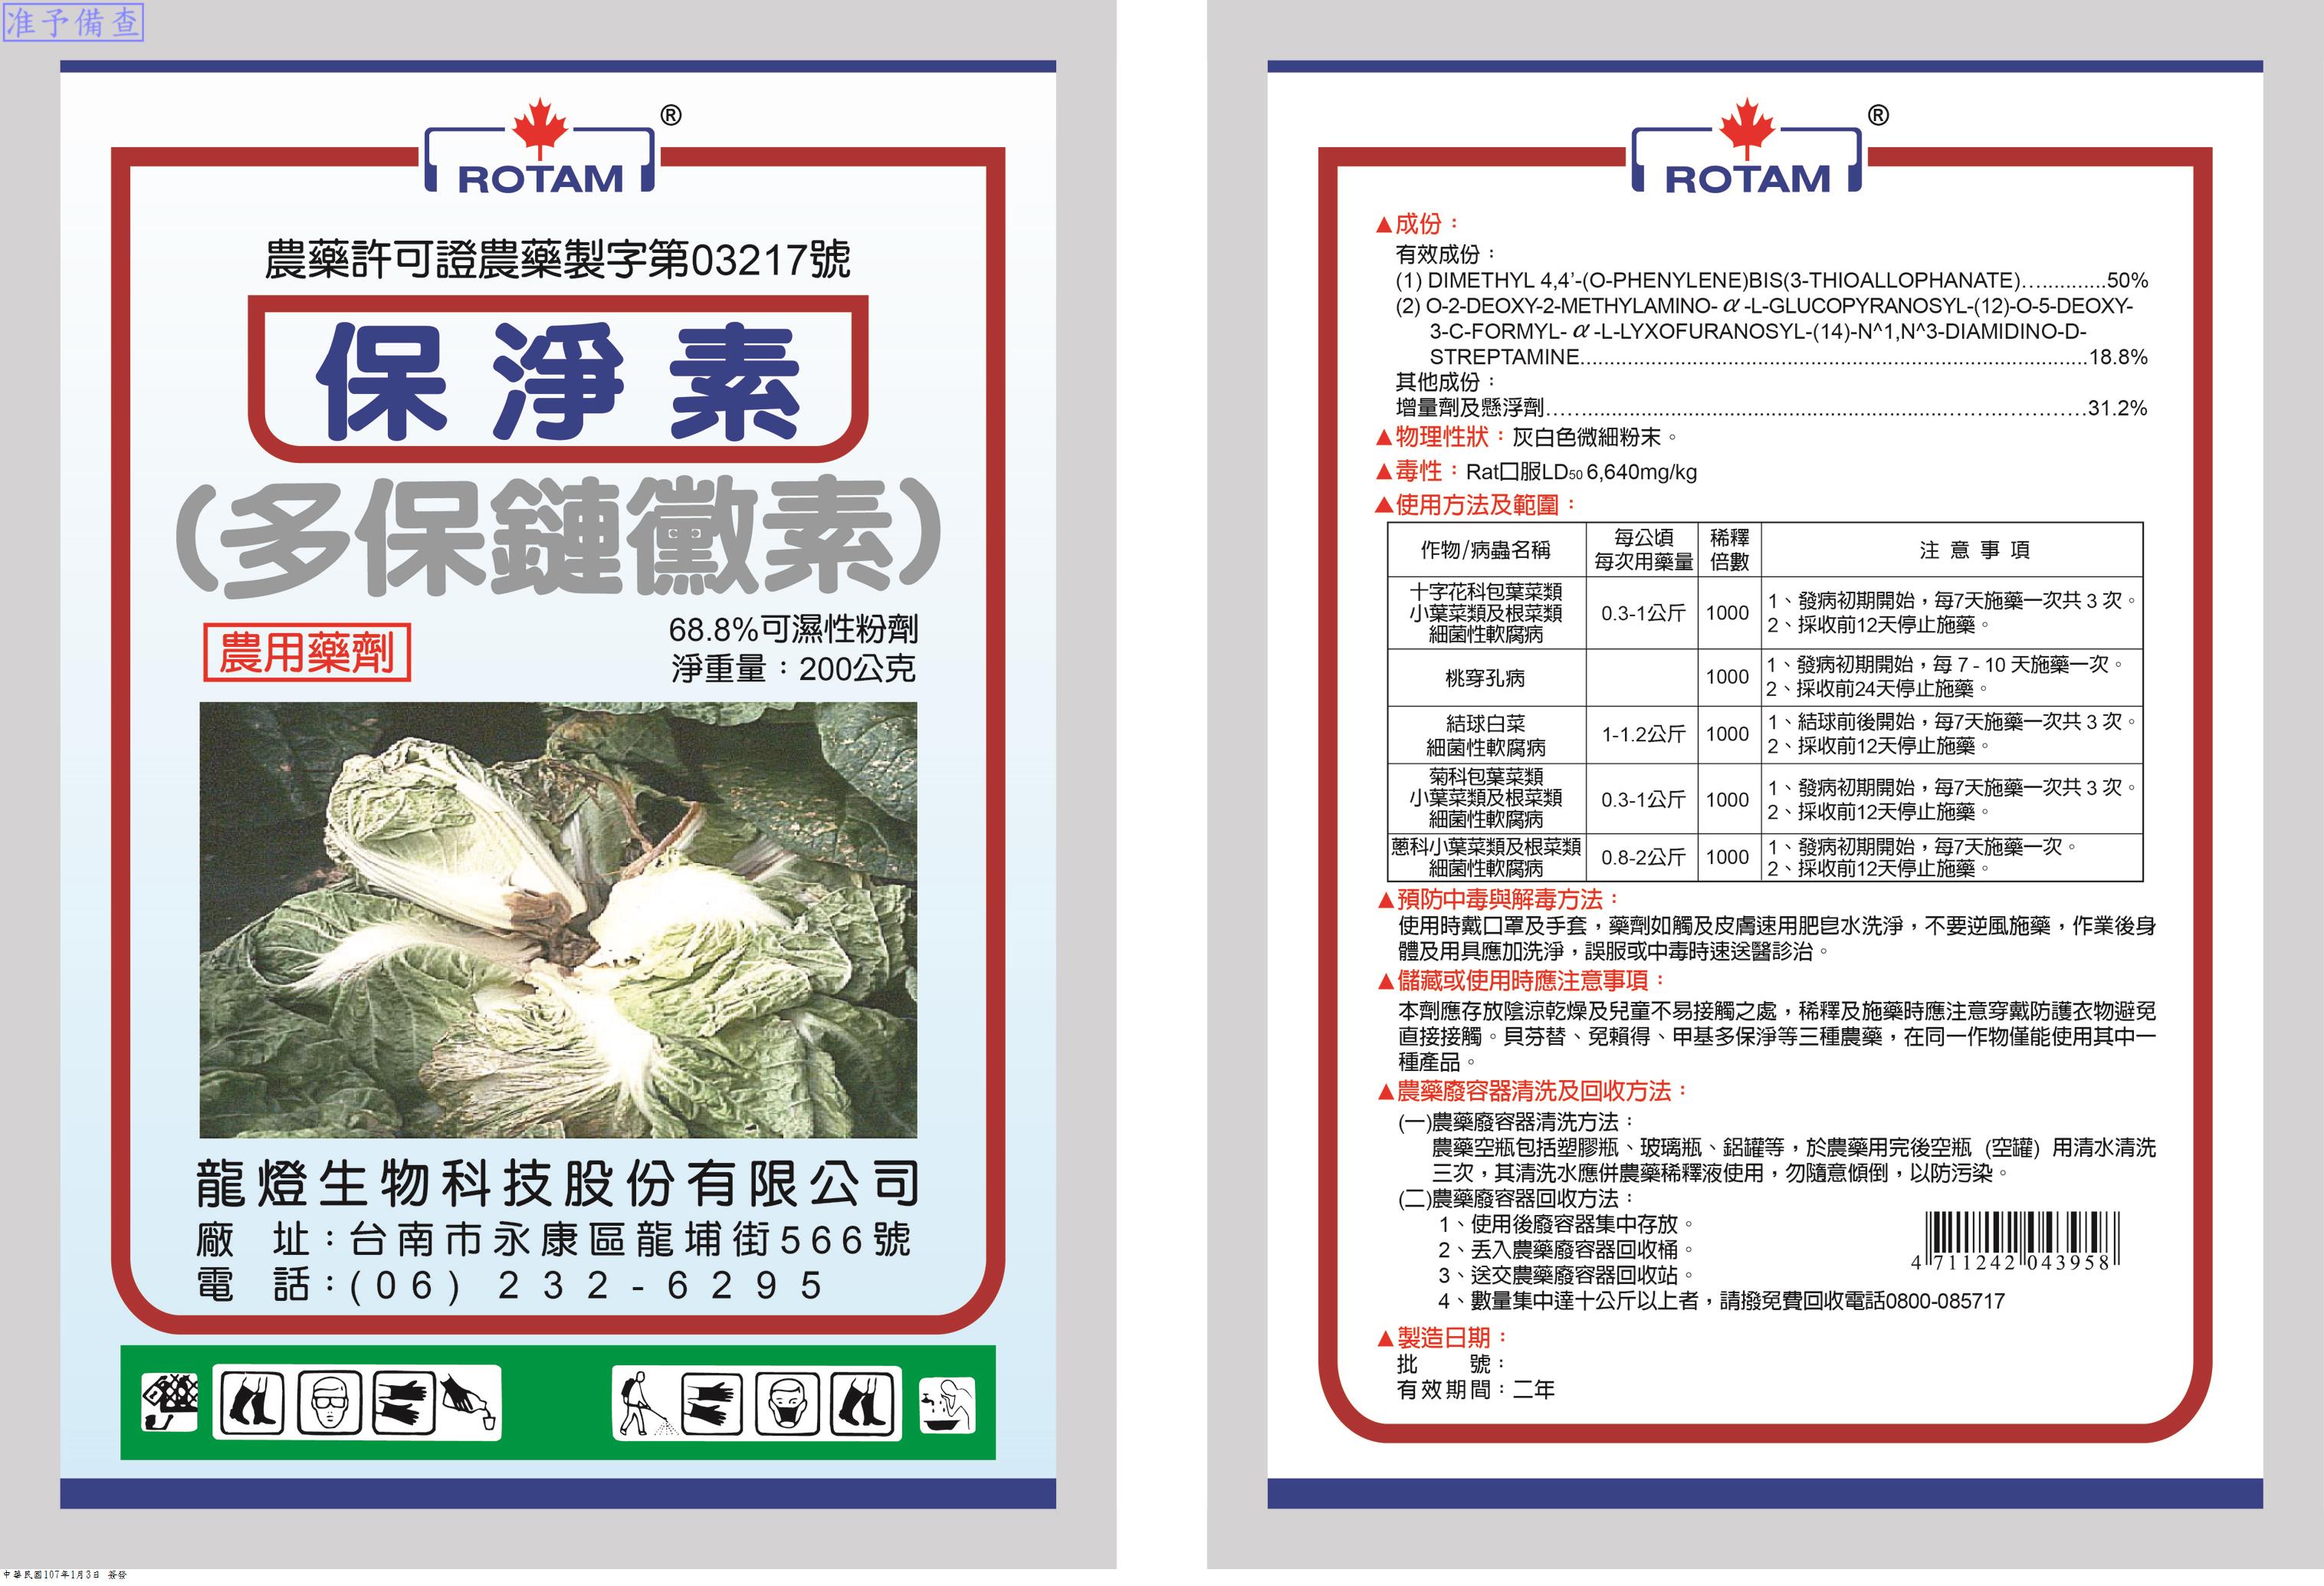 准予備查
ROTAM ®
農藥許可證農藥製字第03217號
保淨素
(多保鏈黴素)
農用藥劑
68.8%可濕性粉劑
淨重量：200公克
龍燈生物科技股份有限公司
廠 址：台南市永康區龍埔街566號
電 話：(06) 232-6295
中華民國107年1月3日 簽發
ROTAM ®
▲成份：
有效成份：
(1) DIMETHYL 4,4’-(O-PHENYLENE)BIS(3-THIOALLOPHANATE)................50%
(2) O-2-DEOXY-2-METHYLAMINO-α-L-GLUCOPYRANOSYL-(12)-O-5-DEOXY-
3-C-FORMYL-α-L-LYXOFURANOSYL-(14)-N^1,N^3-DIAMIDINO-D-
STREPTAMINE................................................................................18.8%
其他成份：
增量劑及懸浮劑................................................................................31.2%
▲物理性狀：灰白色微細粉末。
▲毒性：Rat口服LD50 6,640mg/kg
▲使用方法及範圍：
作物/病蟲名稱 每公頃每次用藥量 稀釋倍數 注意事項
十字花科包葉菜類 1、發病初期開始，每7天施藥一次共3次。
小葉菜類及根菜類 0.3-1公斤 1000
細菌性軟腐病 2、採收前12天停止施藥。
桃穿孔病 1000 1、發病初期開始，每 7 - 10 天施藥一次。
2、採收前24天停止施藥。
結球白菜 1-1.2公斤 1000 1、結球前後開始，每7天施藥一次共3次。
細菌性軟腐病 2、採收前12天停止施藥。
菊科包葉菜類 1、發病初期開始，每7天施藥一次共3次。
小葉菜類及根菜類 0.3-1公斤 1000
細菌性軟腐病 2、採收前12天停止施藥。
蔥科小葉菜類及根菜類 0.8-2公斤 1000 1、發病初期開始，每7天施藥一次。
細菌性軟腐病 2、採收前12天停止施藥。
▲預防中毒與解毒方法：
使用時戴口罩及手套，藥劑如觸及皮膚速用肥皂水洗淨，不要逆風施藥，作業後身
體及用具應加洗淨，誤服或中毒時速送醫診治。
▲儲藏或使用時應注意事項：
本劑應存放陰涼乾燥及兒童不易接觸之處，稀釋及施藥時應注意穿戴防護衣物避免
直接接觸。貝芬替、免賴得、甲基多保淨等三種農藥，在同一作物僅能使用其中一
種產品。
▲農藥廢容器清洗及回收方法：
(一)農藥廢容器清洗方法：
農藥空瓶包括塑膠瓶、玻璃瓶、鋁罐等，於農藥用完後空瓶 (空罐) 用清水清洗
三次，其清洗水應併農藥稀釋液使用，勿隨意傾倒，以防污染。
(二)農藥廢容器回收方法：
1、使用後廢容器集中存放。
2、丟入農藥廢容器回收桶。
3、送交農藥廢容器回收站。
4、數量集中達十公斤以上者，請撥免費回收電話0800-085717
4 711242 043958
▲製造日期：
批 號：
有效期間：二年